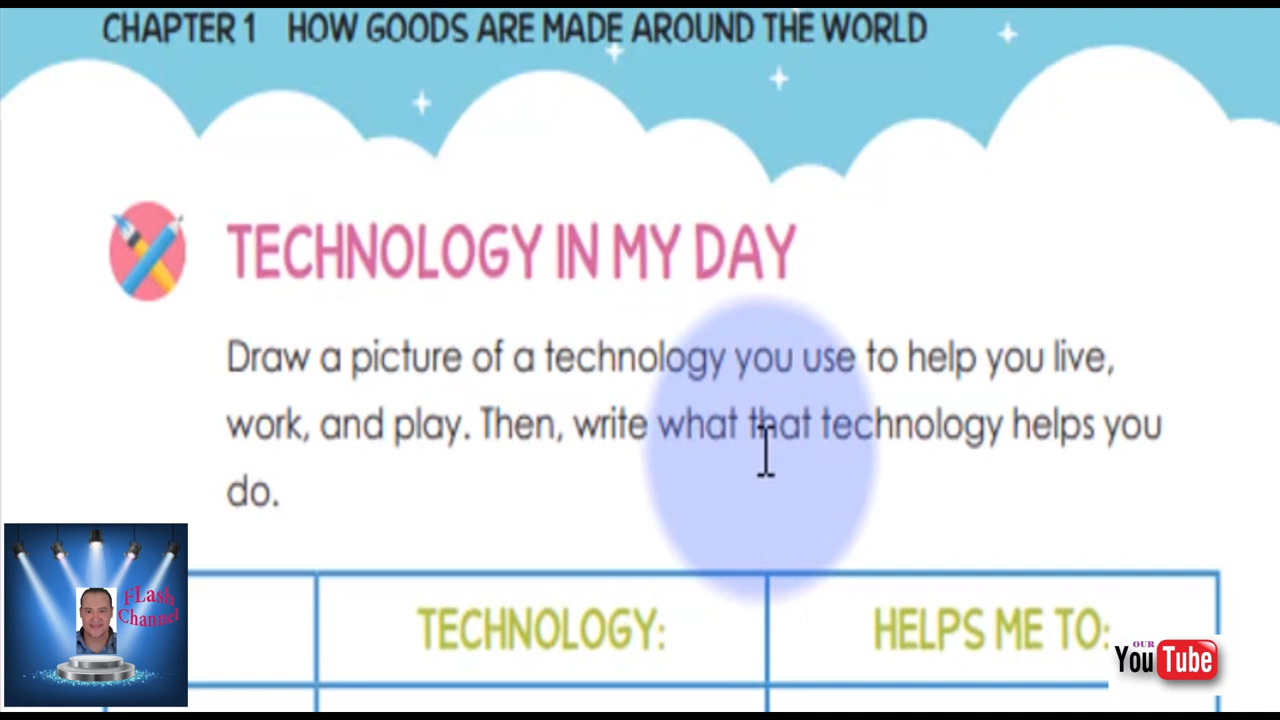 CHAPTER 1 HOW GOODS ARE MADE AROUND THE WORLD
TECHNOLOGY IN MY DAY
Draw a picture of a technology you use to help you live,
work, and play. Then, write what that technology helps you
do.
TECHNOLOGY:
HELPS ME TO:
FLash
Channel
OUR
YouTube